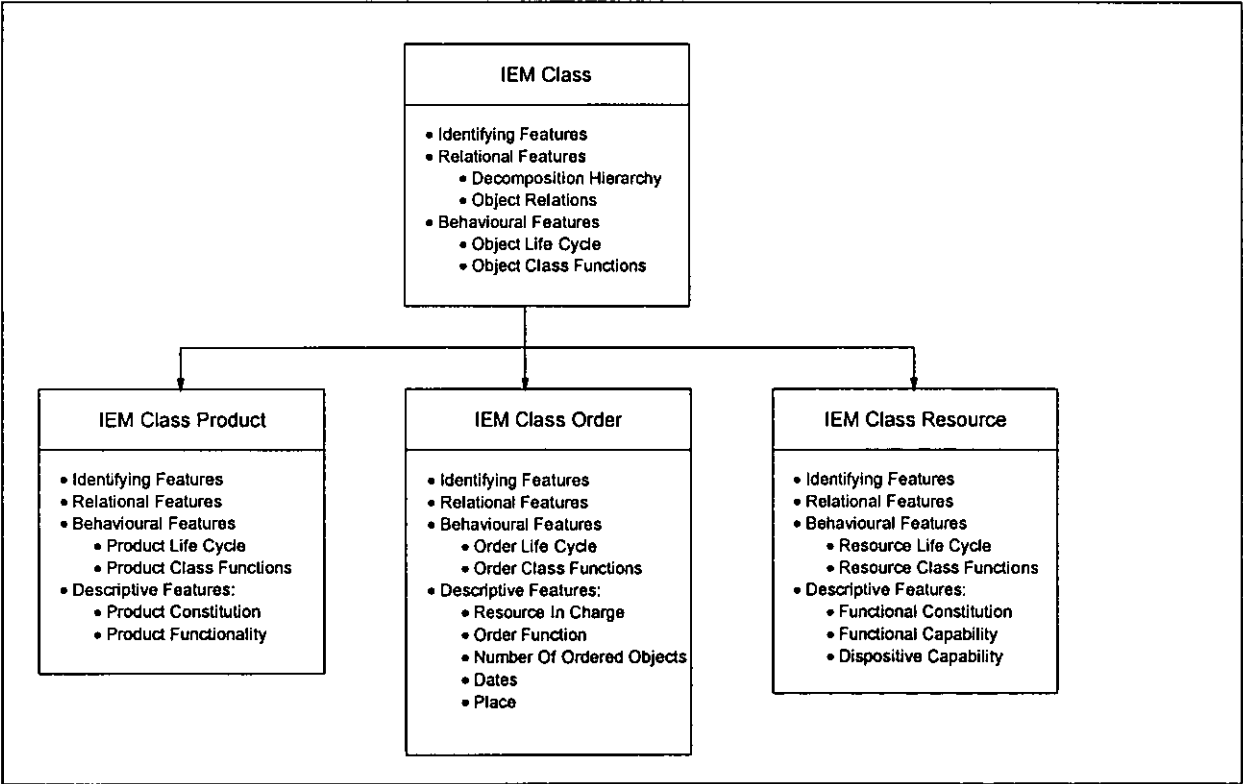 IEM Class
• Identifying Features
• Relational Features
• Decomposition Hierarchy
• Object Relations
• Behavioural Features
• Object Life Cycle
• Object Class Functions
IEM Class Product
• Identifying Features
• Relational Features
• Behavioural Features
• Product Life Cycle
• Product Class Functions
• Descriptive Features:
• Product Constitution
• Product Functionality
IEM Class Order
• Identifying Features
• Relational Features
• Behavioural Features
• Order Life Cycle
• Order Class Functions
• Descriptive Features:
• Resource In Charge
• Order Function
• Number Of Ordered Objects
• Dates
• Place
IEM Class Resource
• Identifying Features
• Relational Features
• Behavioural Features
• Resource Life Cycle
• Resource Class Functions
• Descriptive Features:
• Functional Constitution
• Functional Capability
• Dispositive Capability